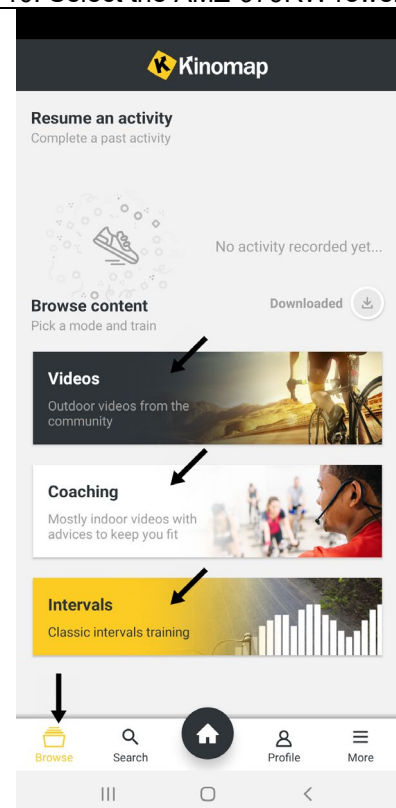 Kinomap
Resume an activity
Complete a past activity
No activity recorded yet...
Browse content
Downloaded
Pick a mode and train
Videos
Outdoor videos from the
community
Coaching
Mostly indoor videos with
advices to keep you fit
Intervals
Classic intervals training
Browse
Search
Profile
More